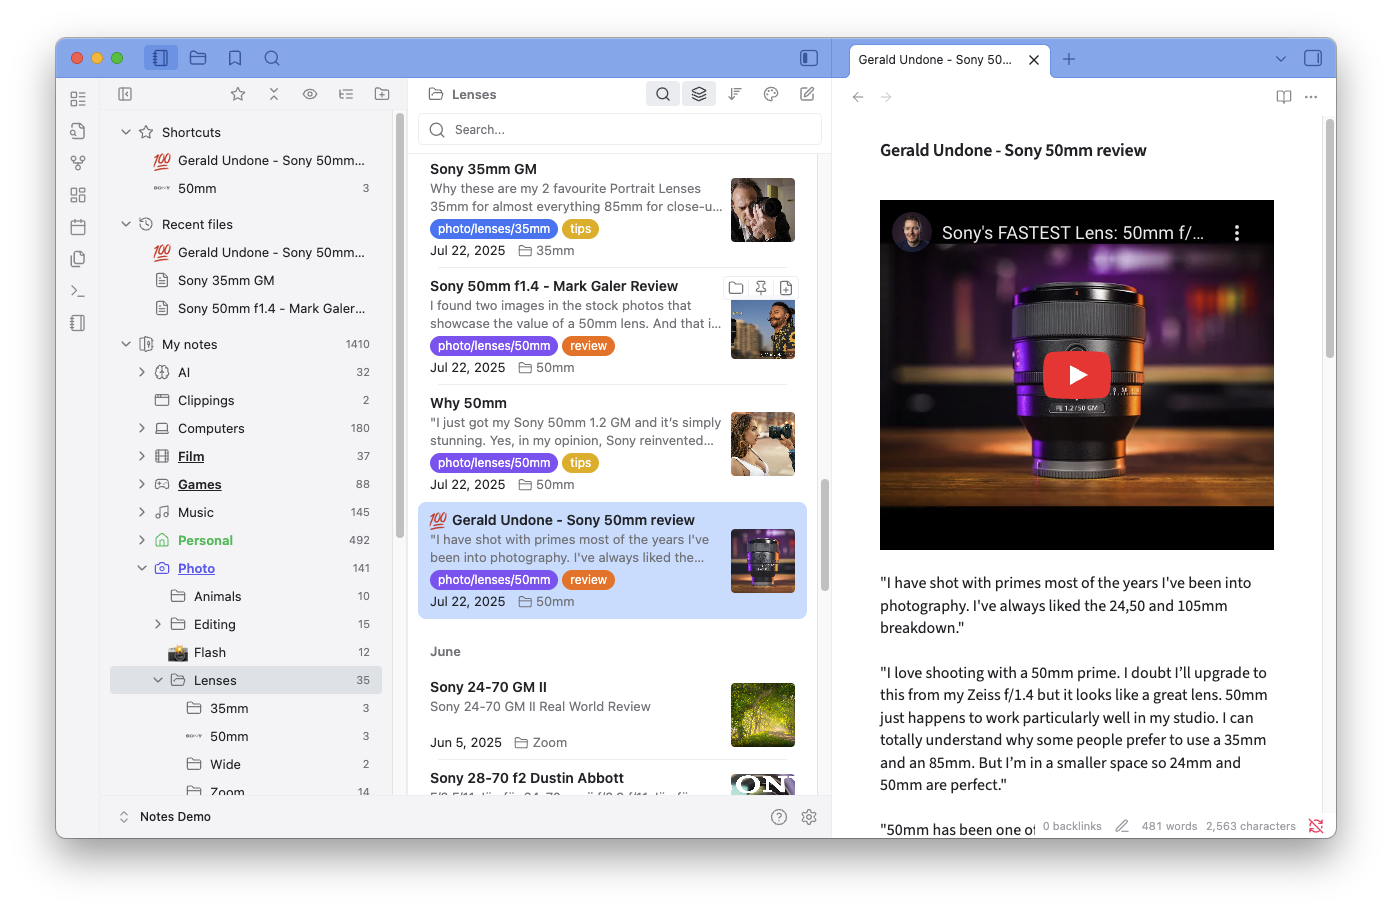 Gerald Undone - Sony 50...
Shortcuts
💯 Gerald Undone - Sony 50mm...
SONY 50mm 3
Recent files
💯 Gerald Undone - Sony 50mm...
Sony 35mm GM
Sony 50mm f1.4 - Mark Galer...
My notes 1410
AI 32
Clippings 2
Computers 180
Film 37
Games 88
Music 145
Personal 492
Photo 141
Animals 10
Editing 15
Flash 12
Lenses 35
35mm 3
SONY 50mm 3
Wide 2
Zoom 14
Notes Demo
Lenses
Search...
Sony 35mm GM
Why these are my 2 favourite Portrait Lenses
35mm for almost everything 85mm for close-u...
photo/lenses/35mm tips
Jul 22, 2025 35mm
Sony 50mm f1.4 - Mark Galer Review
I found two images in the stock photos that
showcase the value of a 50mm lens. And that i...
photo/lenses/50mm review
Jul 22, 2025 50mm
Why 50mm
"I just got my Sony 50mm 1.2 GM and it's simply
stunning. Yes, in my opinion, Sony reinvented...
photo/lenses/50mm tips
Jul 22, 2025 50mm
💯 Gerald Undone - Sony 50mm review
"I have shot with primes most of the years I've
been into photography. I've always liked the...
photo/lenses/50mm review
Jul 22, 2025 50mm
June
Sony 24-70 GM II
Sony 24-70 GM II Real World Review
Jun 5, 2025 Zoom
Sony 28-70 f2 Dustin Abbott
ON
Gerald Undone - Sony 50mm review
Sony's FASTEST Lens: 50mm f/...
FE 1.2/50 GM
"I have shot with primes most of the years I've been into
photography. I've always liked the 24,50 and 105mm
breakdown."
"I love shooting with a 50mm prime. I doubt I’ll upgrade to
this from my Zeiss f/1.4 but it looks like a great lens. 50mm
just happens to work particularly well in my studio. I can
totally understand why some people prefer to use a 35mm
and an 85mm. But I’m in a smaller space so 24mm and
50mm are perfect."
"50mm has been one of
0 backlinks 481 words 2,563 characters